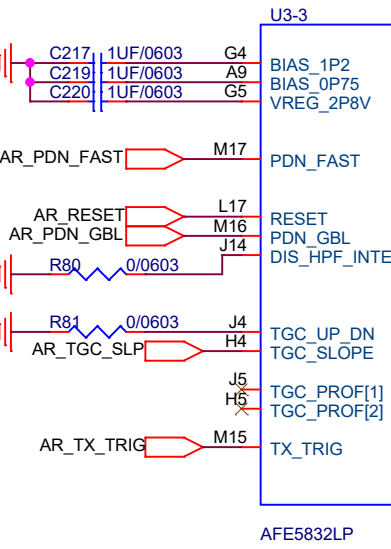 U3-3
C217 1UF/0603 G4 BIAS_1P2
C219 1UF/0603 A9 BIAS_0P75
C220 1UF/0603 G5 VREG_2P8V
AR_PDN_FAST M17 PDN_FAST
AR_RESET L17 RESET
AR_PDN_GBL M16 PDN_GBL
J14 DIS_HPF_INTE
R80 0/0603
R81 0/0603 J4 TGC_UP_DN
AR_TGC_SLP H4 TGC_SLOPE
J5 TGC_PROF[1]
H5 TGC_PROF[2]
AR_TX_TRIG M15 TX_TRIG
AFE5832LP